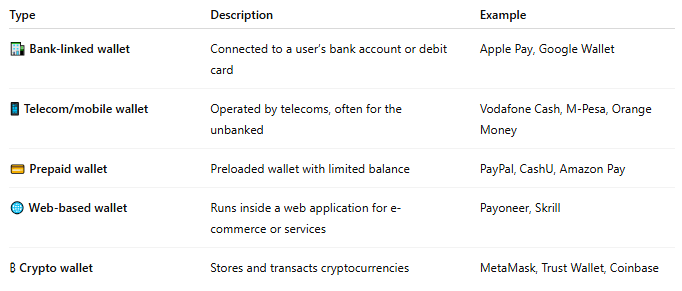 Type Description Example
🏦 Bank-linked wallet Connected to a user's bank account or debit Apple Pay, Google Wallet
card
📱 Telecom/mobile wallet Operated by telecoms, often for the Vodafone Cash, M-Pesa, Orange
unbanked Money
💳 Prepaid wallet Preloaded wallet with limited balance PayPal, CashU, Amazon Pay
🌐 Web-based wallet Runs inside a web application for e- Payoneer, Skrill
commerce or services
₿ Crypto wallet Stores and transacts cryptocurrencies MetaMask, Trust Wallet, Coinbase